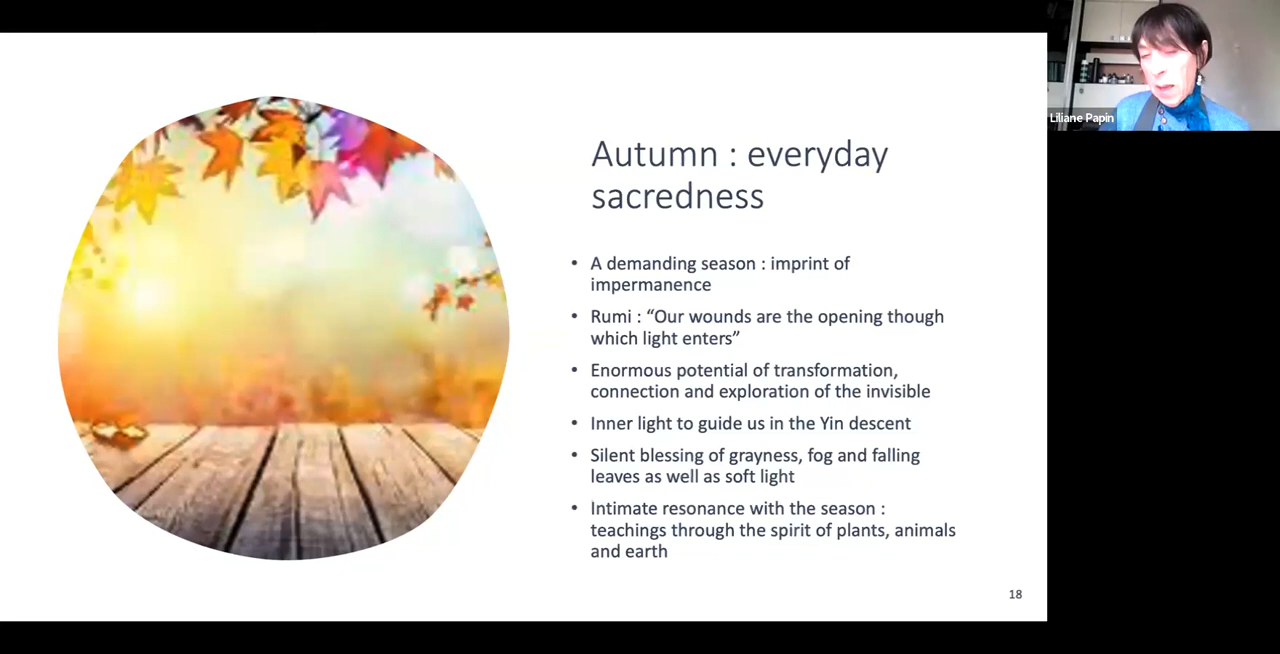 Liliane Papin
Autumn : everyday
sacredness
• A demanding season : imprint of
impermanence
• Rumi : “Our wounds are the opening though
which light enters”
• Enormous potential of transformation,
connection and exploration of the invisible
• Inner light to guide us in the Yin descent
• Silent blessing of grayness, fog and falling
leaves as well as soft light
• Intimate resonance with the season :
teachings through the spirit of plants, animals
and earth
18